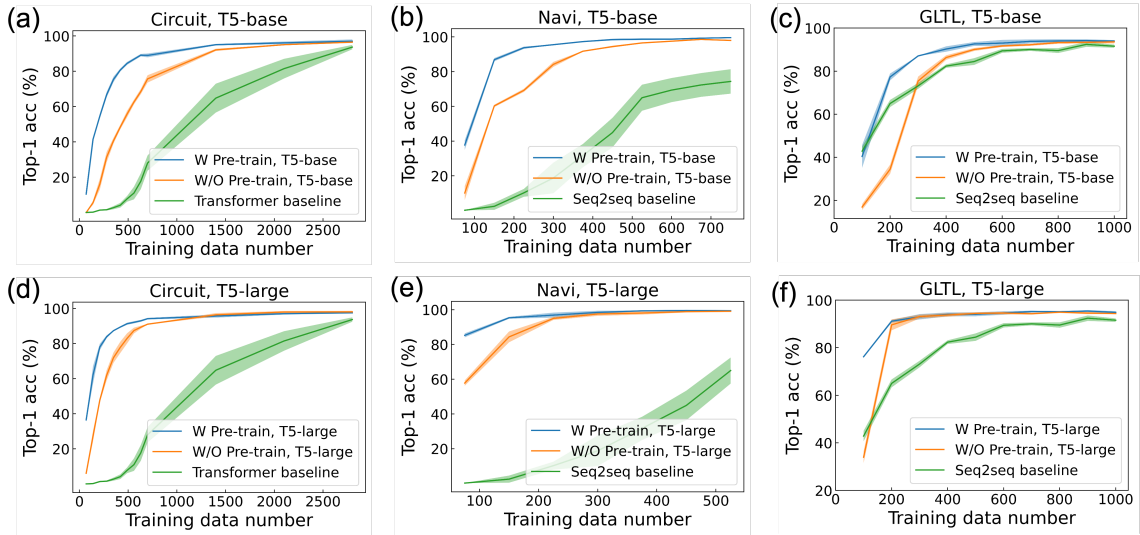 (a)
Circuit, T5-base
Top-1 acc (%)
100
80
60
40
20
W Pre-train, T5-base
W/O Pre-train, T5-base
Transformer baseline
0 500 1000 1500 2000 2500
Training data number
(b)
Navi, T5-base
Top-1 acc (%)
100
80
60
40
20
0
W Pre-train, T5-base
W/O Pre-train, T5-base
Seq2seq baseline
100 200 300 400 500 600 700
Training data number
(c)
GLTL, T5-base
Top-1 acc (%)
100
80
60
40
20
W Pre-train, T5-base
W/O Pre-train, T5-base
Seq2seq baseline
0 200 400 600 800 1000
Training data number
(d)
Circuit, T5-large
Top-1 acc (%)
100
80
60
40
20
W Pre-train, T5-large
W/O Pre-train, T5-large
Transformer baseline
0 500 1000 1500 2000 2500
Training data number
(e)
Navi, T5-large
Top-1 acc (%)
100
80
60
40
20
0
W Pre-train, T5-large
W/O Pre-train, T5-large
Seq2seq baseline
100 200 300 400 500
Training data number
(f)
GLTL, T5-large
Top-1 acc (%)
100
80
60
40
20
W Pre-train, T5-large
W/O Pre-train, T5-large
Seq2seq baseline
0 200 400 600 800 1000
Training data number